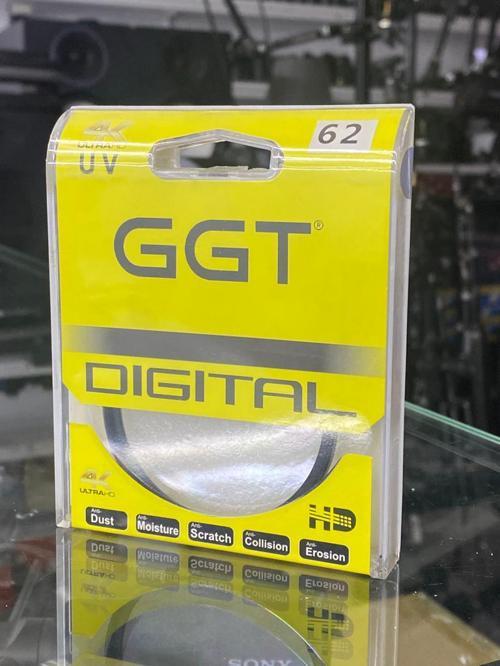 4K
ULTRA HD
UV
62
GGT®
DIGITAL
4K
ULTRA HD
HD
Anti-
Dust
Anti-
Moisture
Anti-
Scratch
Anti-
Collision
Anti-
Erosion
SONY